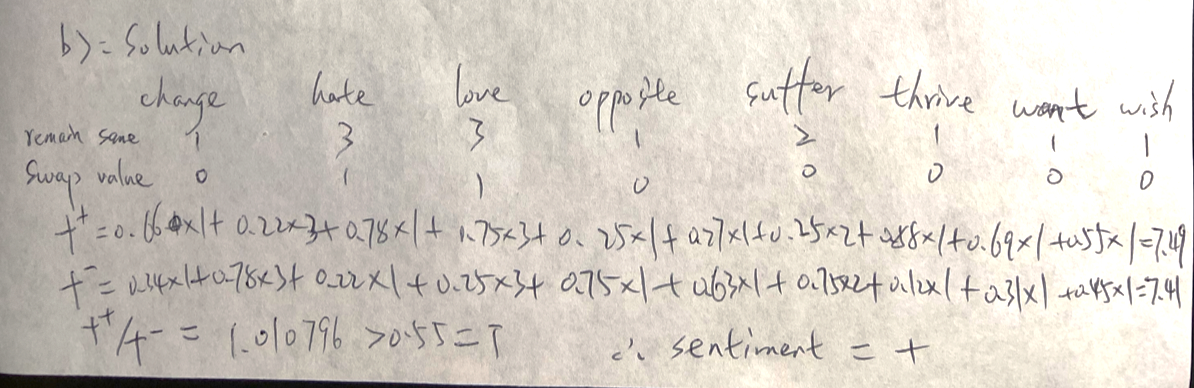 b):= Solution
change hate love opposite suffer thrive want wish
remain same 1 3 3 1 2 1 1 1
Swap value 0 1 1 0 0 0 0 0
t⁺ = 0.66×1 + 0.22×3 + 0.78×1 + 0.75×3 + 0.25×1 + 0.27×1 + 0.25×2 + 0.88×1 + 0.69×1 + 0.55×1 = 7.49
t⁻ = 0.34×1 + 0.78×3 + 0.22×1 + 0.25×3 + 0.75×1 + 0.63×1 + 0.75×2 + 0.12×1 + 0.31×1 + 0.45×1 = 7.41
t⁺/t⁻ = 1.010796 > 0.55 = T ∴ sentiment = +